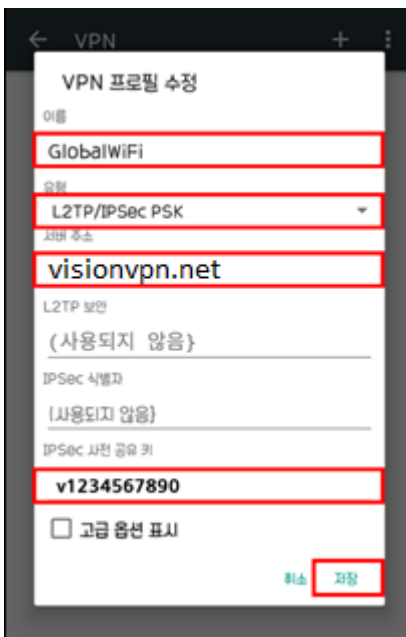 VPN
VPN 프로필 수정
이름
GlobalWiFi
유형
L2TP/IPSec PSK
서버 주소
visionvpn.net
L2TP 보안
(사용되지 않음}
IPSec 식별자
(사용되지 않음}
IPSec 사전 공유 키
v1234567890
고급 옵션 표시
취소 저장